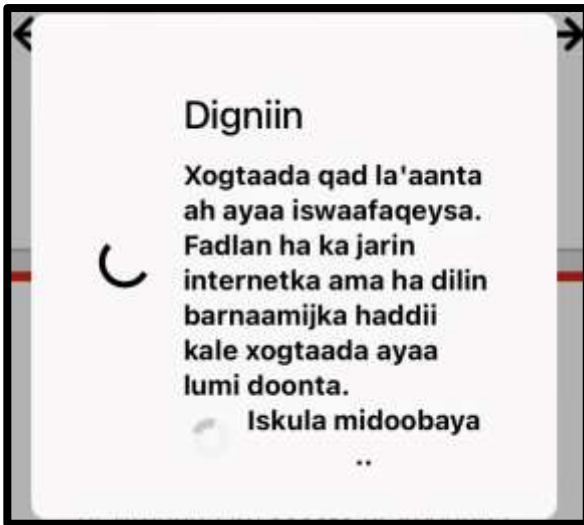 Digniin
Xogtaada qad la'aanta
ah ayaa iswaafaqeysa.
Fadlan ha ka jarin
internetka ama ha dilin
barnaamijka haddii
kale xogtaada ayaa
lumi doonta.
Iskula midoobaya
..